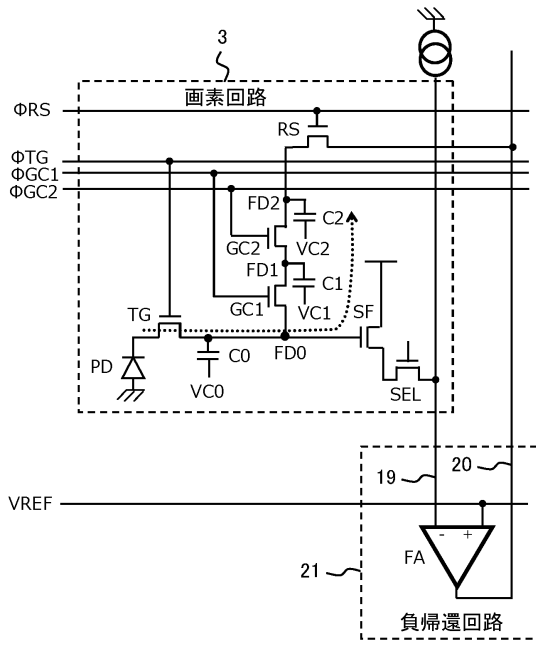 3
画素回路
ΦRS
RS
ΦTG
ΦGC1
ΦGC2
FD2
C2
GC2
VC2
FD1
C1
GC1
VC1
TG
SF
C0
FD0
PD
VC0
SEL
19
20
VREF
- +
FA
21
負帰還回路